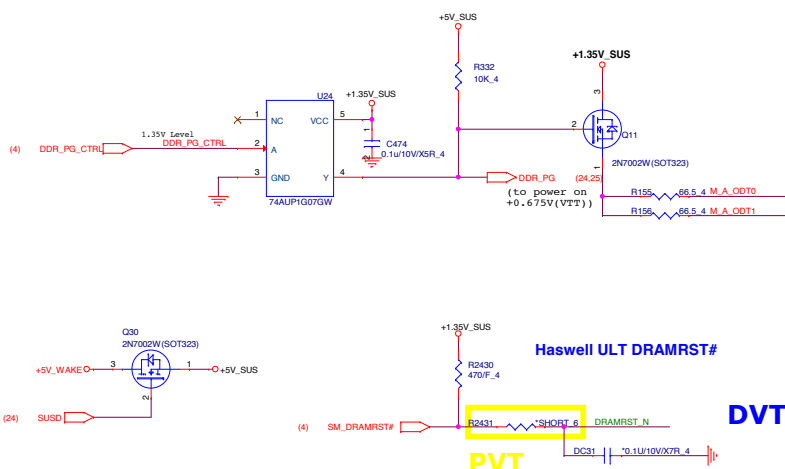 +5V_SUS
R332
10K_4
+1.35V_SUS
U24
+1.35V_SUS
1 NC VCC 5
3
2
Q11
1.35V Level
(4) DDR_PG_CTRL DDR_PG_CTRL 2 A
1
2
C474
0.1u/10V/X5R_4
2N7002W(SOT323)
1
3 GND Y 4
DDR_PG (24,25)
74AUP1G07GW
(to power on
+0.675V(VTT))
R155 66.5_4 M_A_ODT0
R156 66.5_4 M_A_ODT1
Q30
2N7002W(SOT323)
+5V_WAKE 3 1 +5V_SUS
2
(24) SUSD
+1.35V_SUS
Haswell ULT DRAMRST#
R2430
470/F_4
DVT
(4) SM_DRAMRST# R2431 *SHORT_6 DRAMRST_N
DC31 *0.1U/10V/X7R_4
PVT